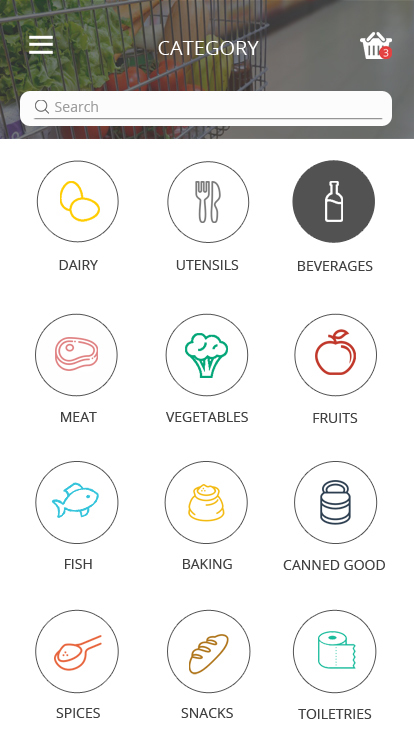 CATEGORY
3
Search
DAIRY
UTENSILS
BEVERAGES
MEAT
VEGETABLES
FRUITS
FISH
BAKING
CANNED GOOD
SPICES
SNACKS
TOILETRIES